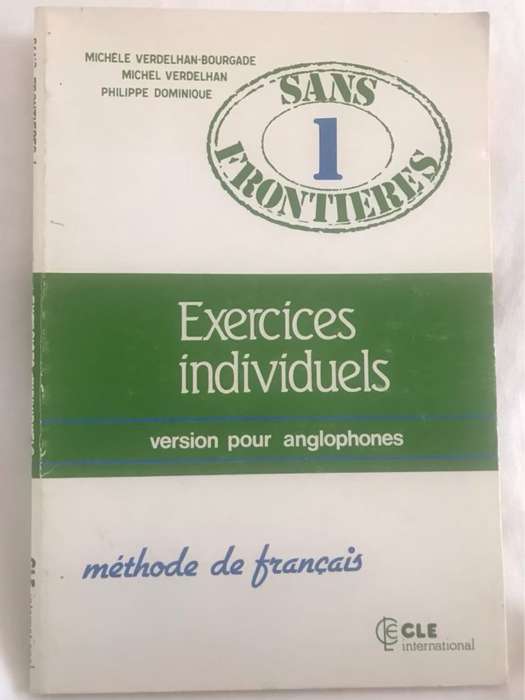 MICHÈLE VERDELHAN-BOURGADE
MICHEL VERDELHAN
PHILIPPE DOMINIQUE
SANS
1
FRONTIERES
Exercices
individuels
version pour anglophones
méthode de français
CLE
international